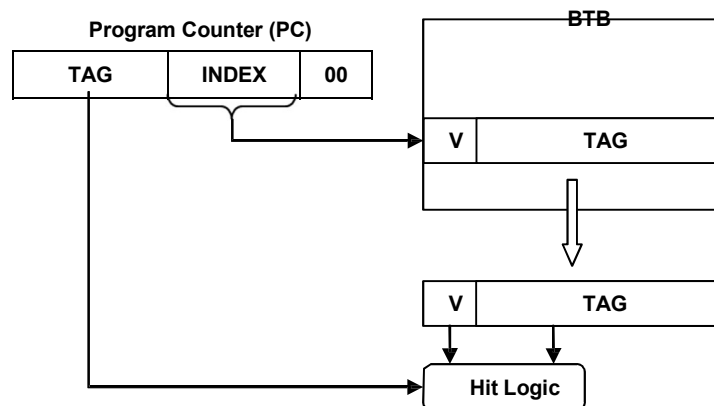 BTB
Program Counter (PC)
TAG INDEX 00
V TAG
V TAG
Hit Logic